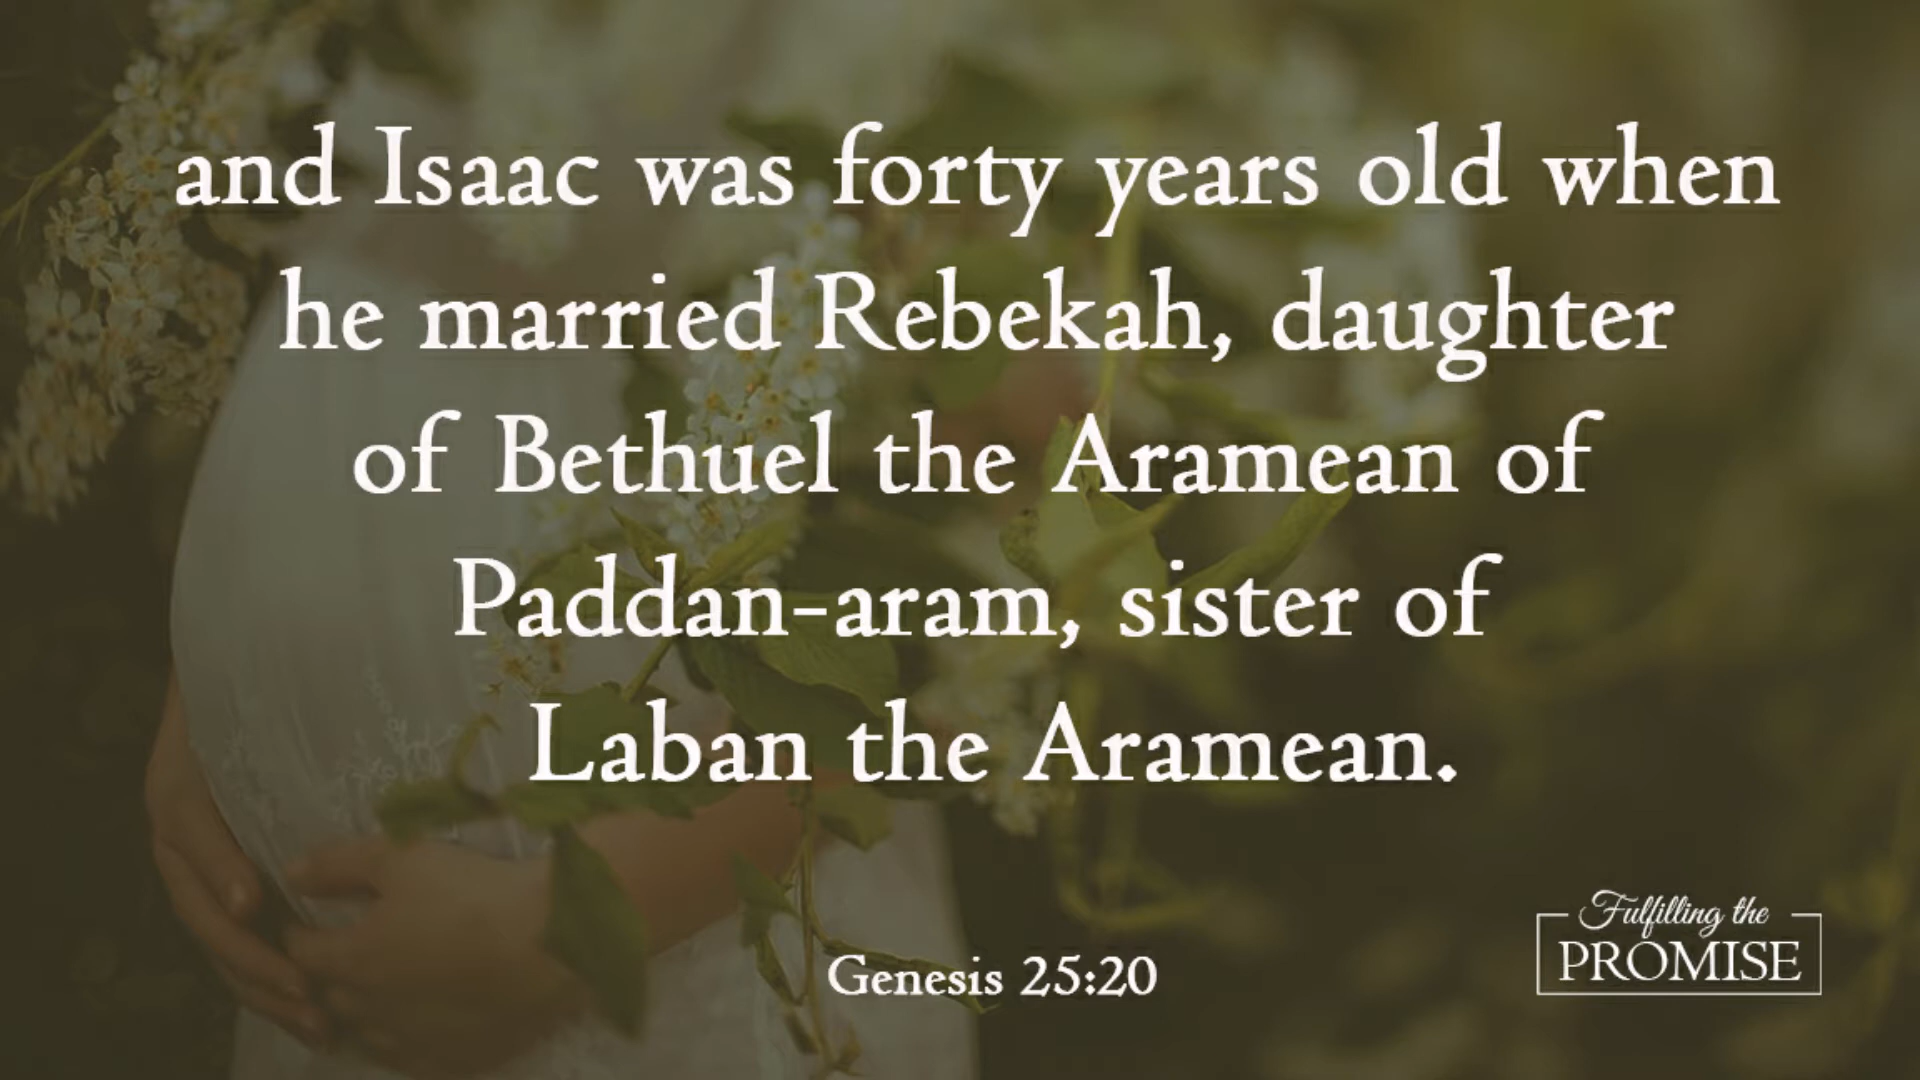 and Isaac was forty years old when
he married Rebekah, daughter
of Bethuel the Aramean of
Paddan-aram, sister of
Laban the Aramean.
Genesis 25:20
Fulfilling the
PROMISE